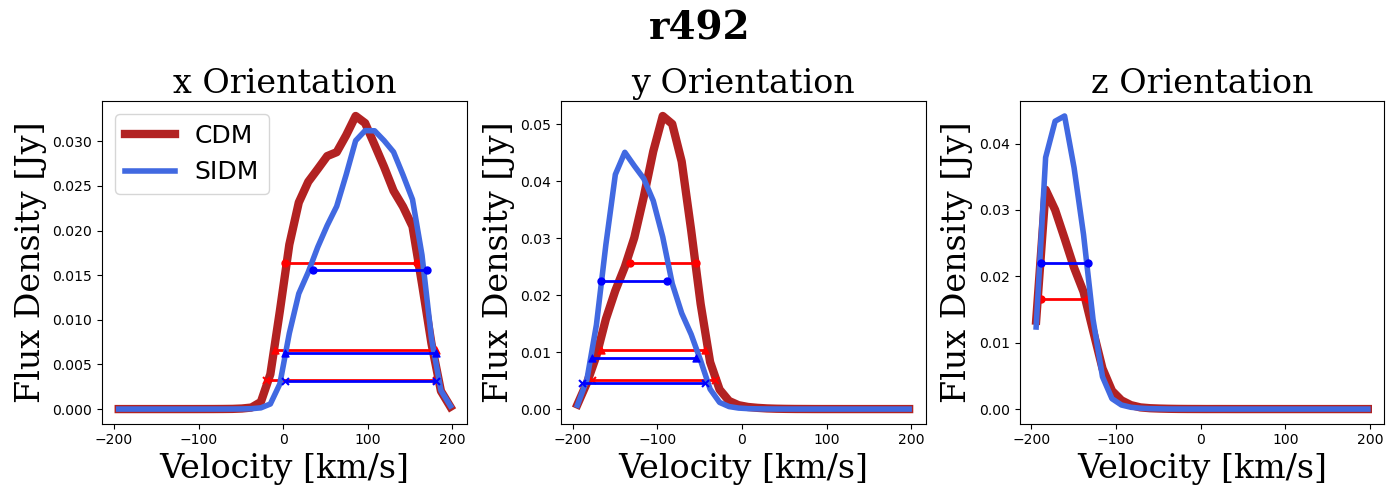 r492
x Orientation
y Orientation
z Orientation
CDM
SIDM
Flux Density [Jy]
0.030
0.025
0.020
0.015
0.010
0.005
0.000
−200
−100
0
100
200
Velocity [km/s]
Flux Density [Jy]
0.05
0.04
0.03
0.02
0.01
0.00
−200
−100
0
100
200
Velocity [km/s]
Flux Density [Jy]
0.04
0.03
0.02
0.01
0.00
−200
−100
0
100
200
Velocity [km/s]